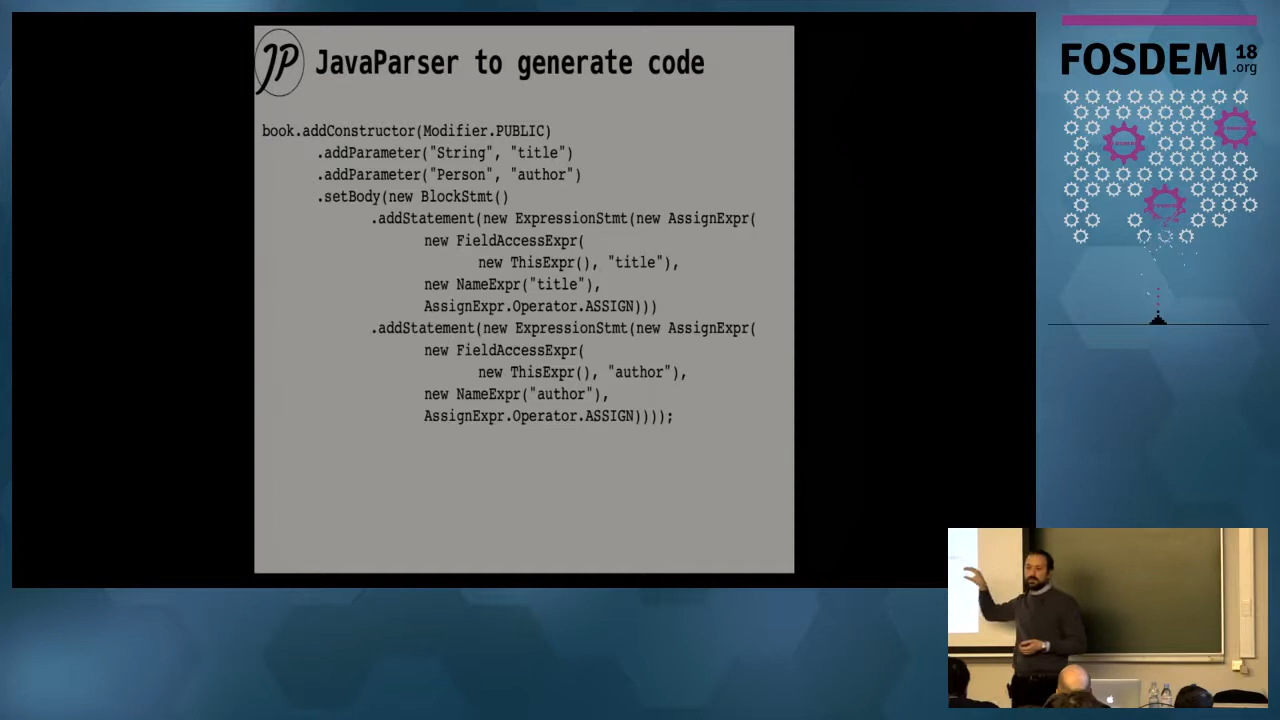 JP JavaParser to generate code
book.addConstructor(Modifier.PUBLIC)
.addParameter("String", "title")
.addParameter("Person", "author")
.setBody(new BlockStmt()
.addStatement(new ExpressionStmt(new AssignExpr(
new FieldAccessExpr(
new ThisExpr(), "title"),
new NameExpr("title"),
AssignExpr.Operator.ASSIGN)))
.addStatement(new ExpressionStmt(new AssignExpr(
new FieldAccessExpr(
new ThisExpr(), "author"),
new NameExpr("author"),
AssignExpr.Operator.ASSIGN))));
FOSDEM 18
.org